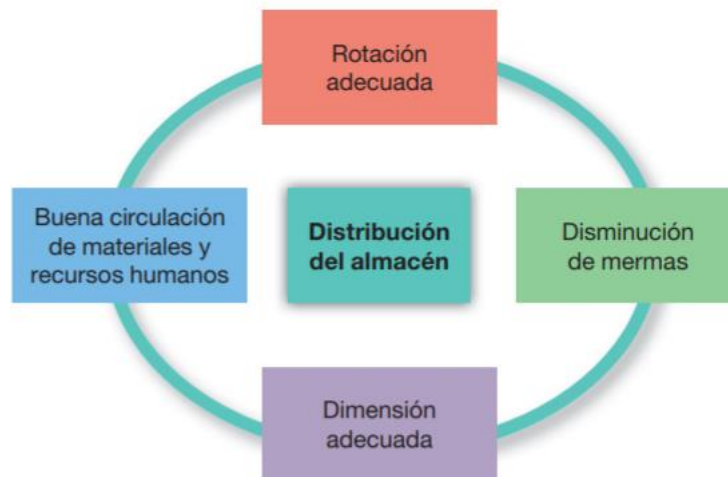 Rotación
adecuada
Buena circulación
de materiales y
recursos humanos
Distribución
del almacén
Disminución
de mermas
Dimensión
adecuada